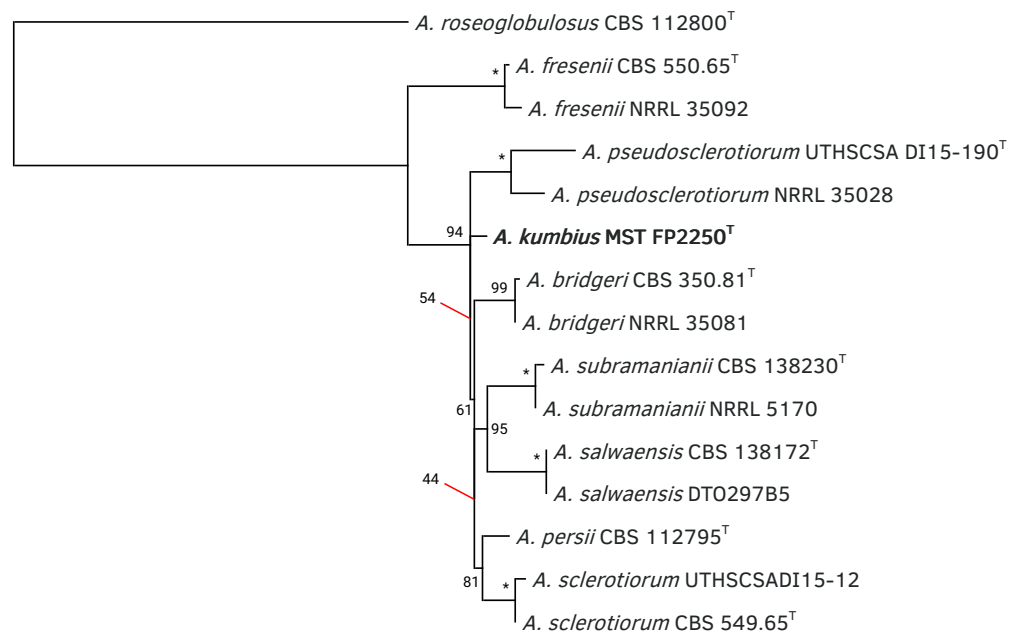 A. roseoglobulosus CBS 112800T
* A. fresenii CBS 550.65T
A. fresenii NRRL 35092
* A. pseudosclerotiorum UTHSCSA DI15-190T
A. pseudosclerotiorum NRRL 35028
94 A. kumbius MST FP2250T
A. bridgeri CBS 350.81T
99
54
A. bridgeri NRRL 35081
* A. subramanianii CBS 138230T
61 A. subramanianii NRRL 5170
95
* A. salwaensis CBS 138172T
44
A. salwaensis DTO297B5
A. persii CBS 112795T
81 * A. sclerotiorum UTHSCSADI15-12
A. sclerotiorum CBS 549.65T